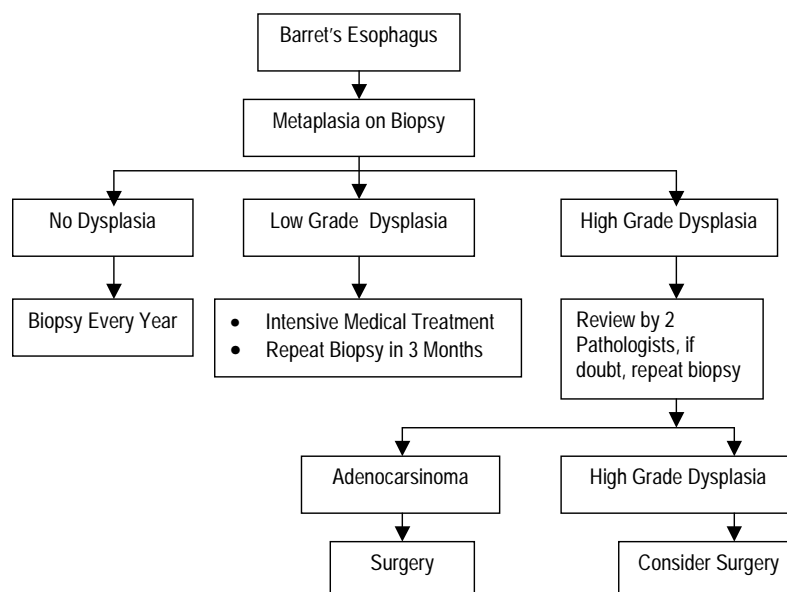 Barret's Esophagus
Metaplasia on Biopsy
No Dysplasia
Low Grade Dysplasia
High Grade Dysplasia
Biopsy Every Year
• Intensive Medical Treatment
• Repeat Biopsy in 3 Months
Review by 2
Pathologists, if
doubt, repeat biopsy
Adenocarsinoma
High Grade Dysplasia
Surgery
Consider Surgery